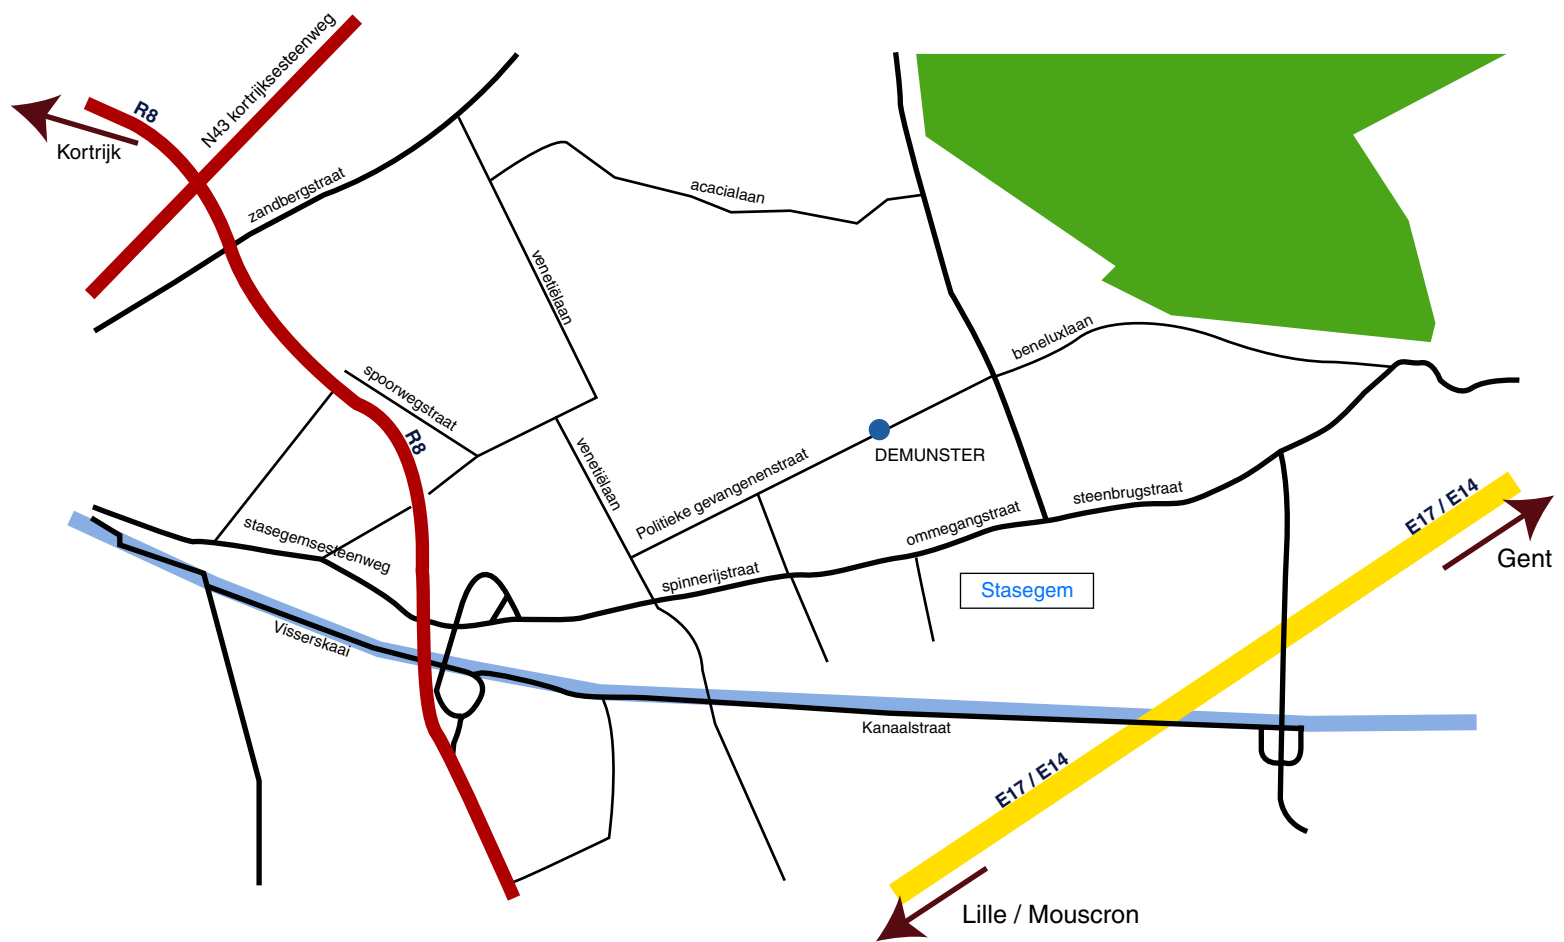 N43 kortrijksesteenweg
R8
Kortrijk
zandbergstraat
acacialaan
venetiëlaan
beneluxlaan
spoorwegstraat
R8
venetiëlaan
DEMUNSTER
Politieke gevangenenstraat
steenbrugstraat
E17 / E14
ommegangstraat
stasegemsesteenweg
Gent
spinnerijstraat
Stasegem
Visserskaai
Kanaalstraat
E17 / E14
Lille / Mouscron